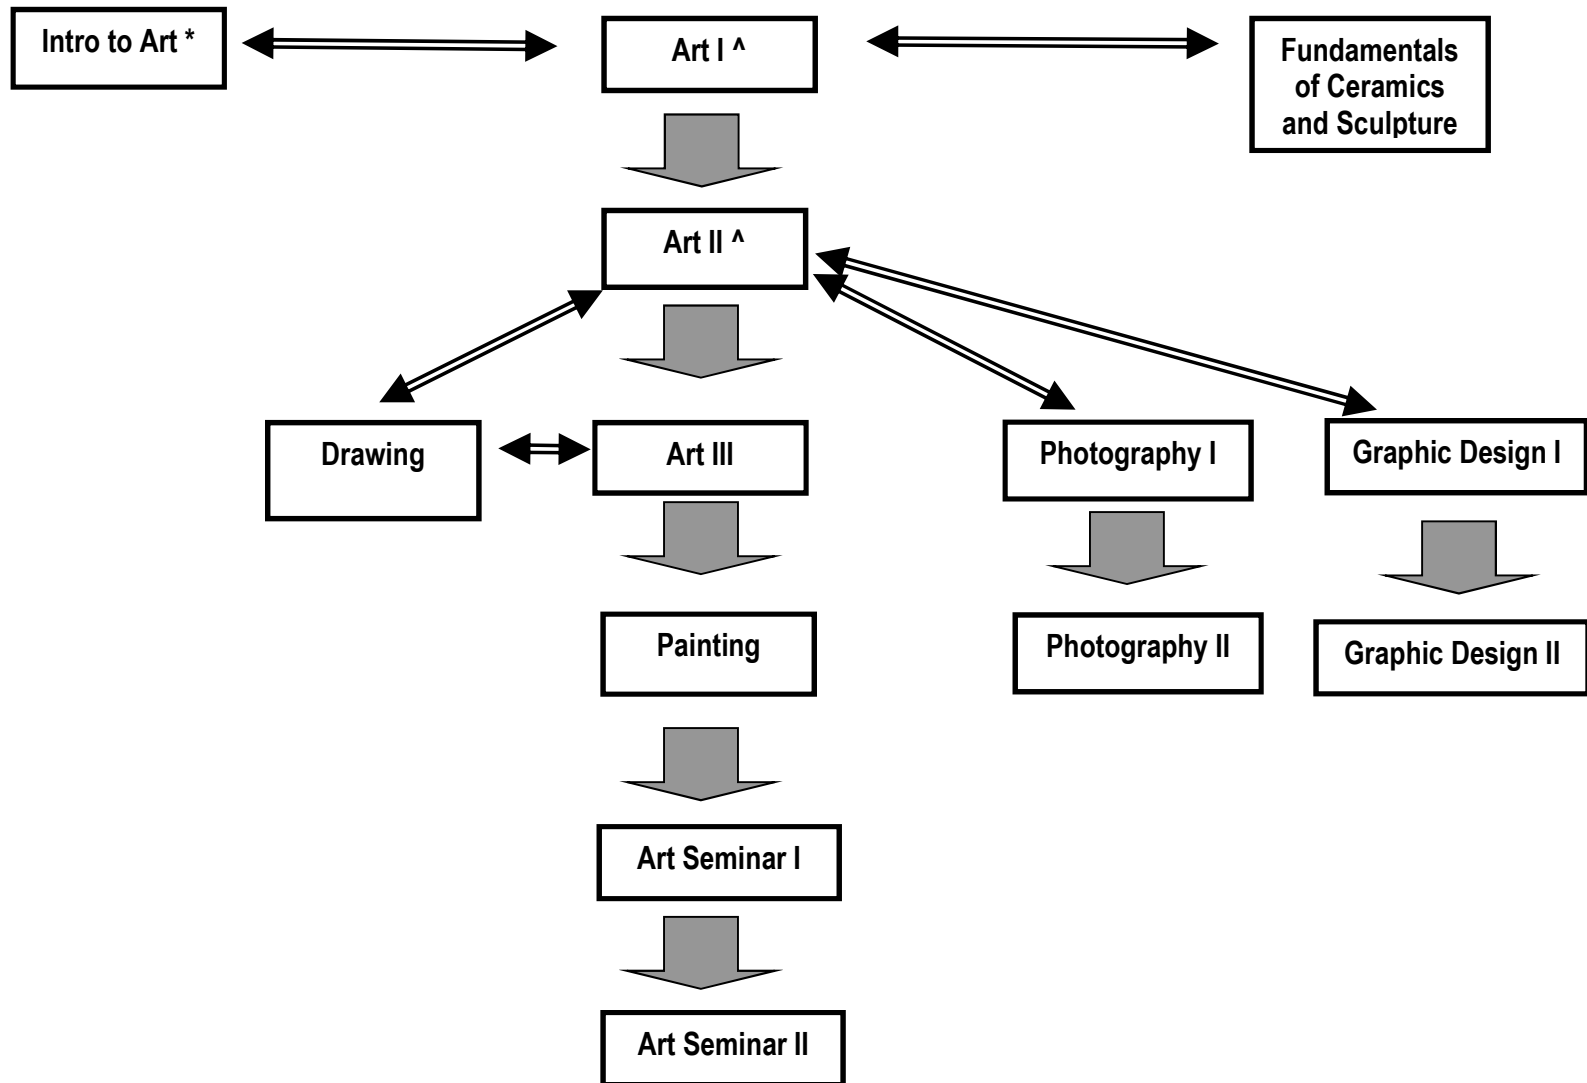 Intro to Art *
Art I ^
Fundamentals
of Ceramics
and Sculpture
Art II ^
Drawing
Art III
Photography I
Graphic Design I
Painting
Photography II
Graphic Design II
Art Seminar I
Art Seminar II